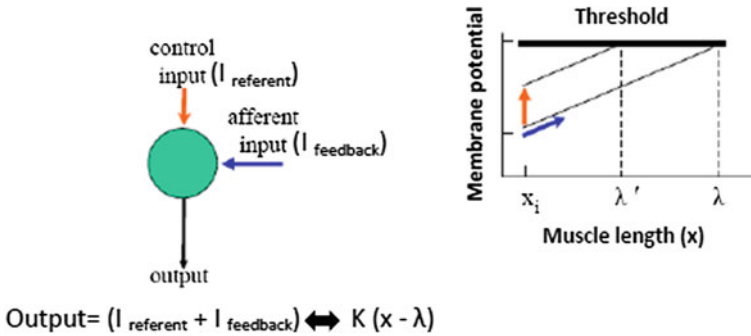 control
input (I referent)
afferent
input (I feedback)
output
Output= (I referent + I feedback) ⬌ K (x - λ)
Threshold
Membrane potential
xi λ' λ
Muscle length (x)